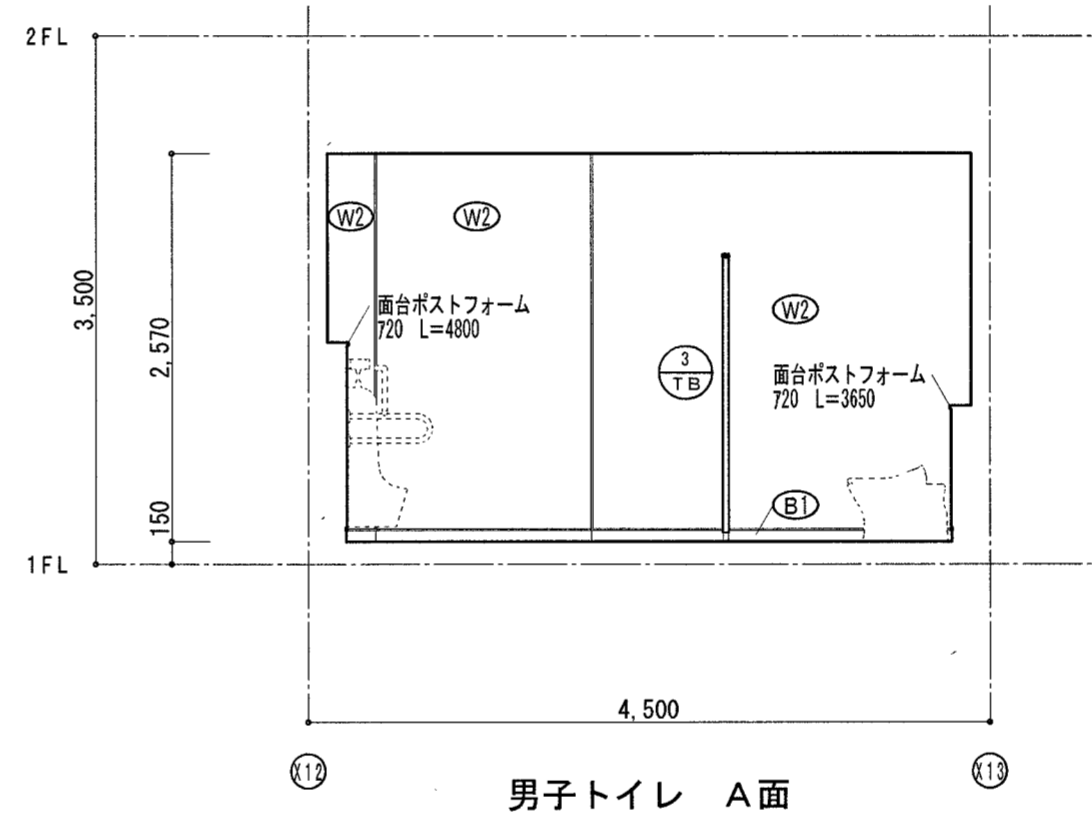 2FL
W2
W2
面台ポストフォーム
720 L=4800
3,500
2,570
W2
3
TB
面台ポストフォーム
720 L=3650
150
B1
1FL
4,500
X12
X13
男子トイレ A面